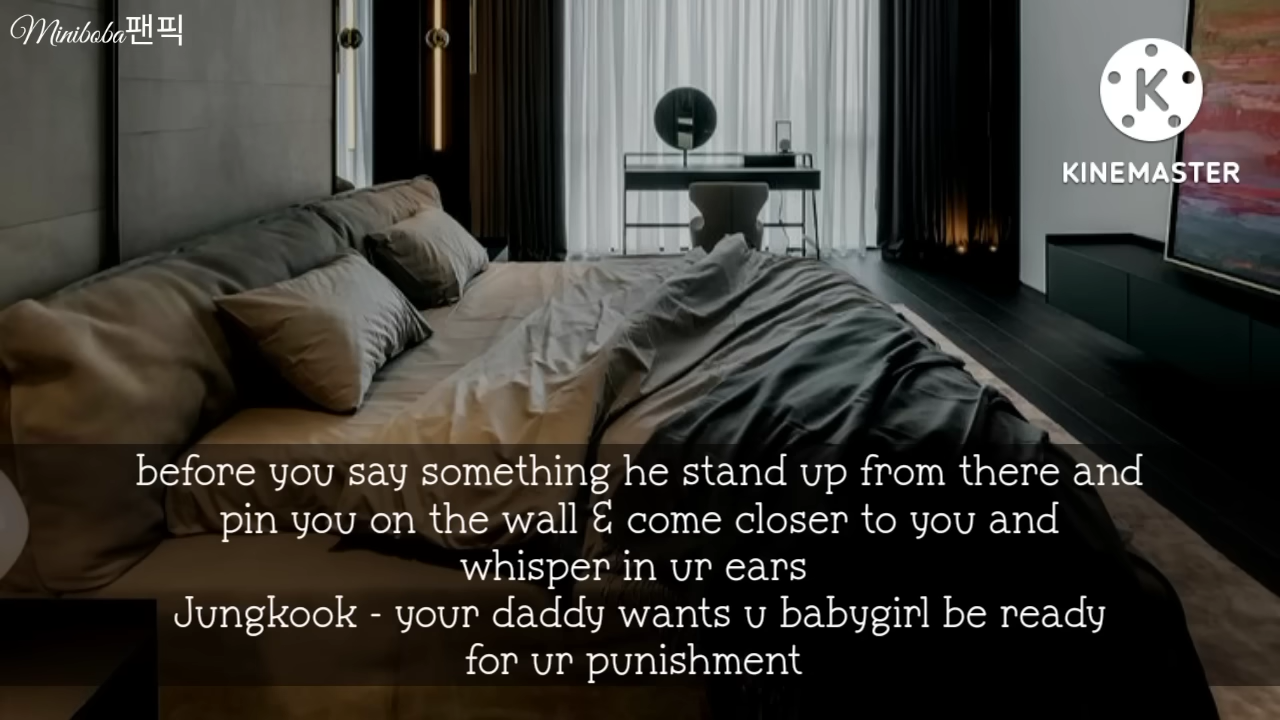 Miniboba팬픽
KINEMASTER
before you say something he stand up from there and
pin you on the wall & come closer to you and
whisper in ur ears
Jungkook - your daddy wants u babygirl be ready
for ur punishment